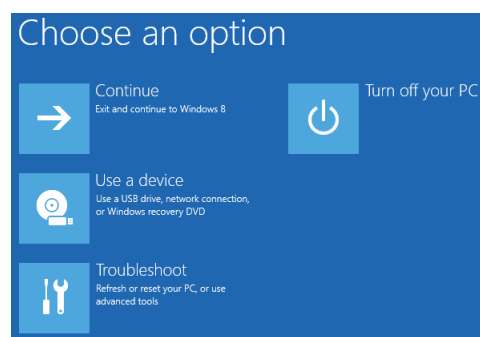 Choose an option
Continue
Exit and continue to Windows 8
Turn off your PC
Use a device
Use a USB drive, network connection,
or Windows recovery DVD
Troubleshoot
Refresh or reset your PC, or use
advanced tools